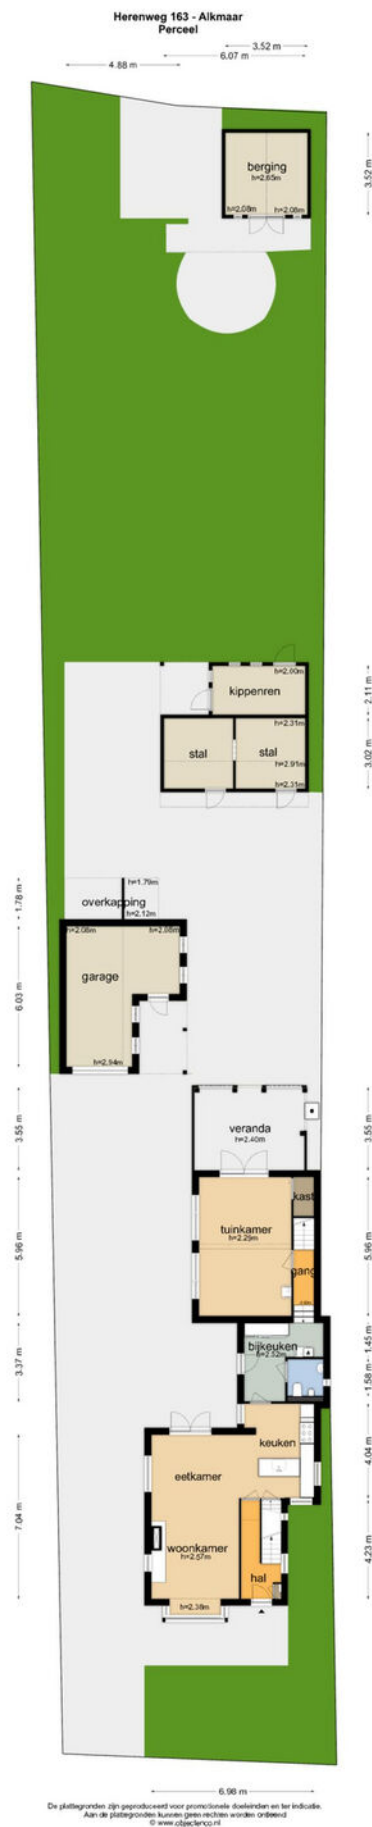 Herenweg 163 - Alkmaar
Perceel
3.52 m
6.07 m
4.88 m
berging
h=2.65m
h=2.08m
h=2.08m
3.52 m
h=2.00m
kippenren
2.11 m
h=2.31m
stal
stal
h=2.91m
h=2.31m
3.02 m
h=1.79m
overkapping
h=2.12m
1.78 m
h=2.06m
garage
6.03 m
h=2.94m
3.55 m
veranda
h=2.40m
3.55 m
kast
tuinkamer
h=2.29m
gang
5.96 m
5.96 m
bijkeuken
h=2.52m
1.45 m
3.37 m
1.58 m
keuken
eetkamer
4.04 m
7.04 m
woonkamer
h=2.57m
hal
4.23 m
h=2.38m
6.98 m
De plattegronden zijn geproduceerd voor promotionele doeleinden en ter indicatie.
Aan de plattegronden kunnen geen rechten worden ontleend
© www.objectenco.nl